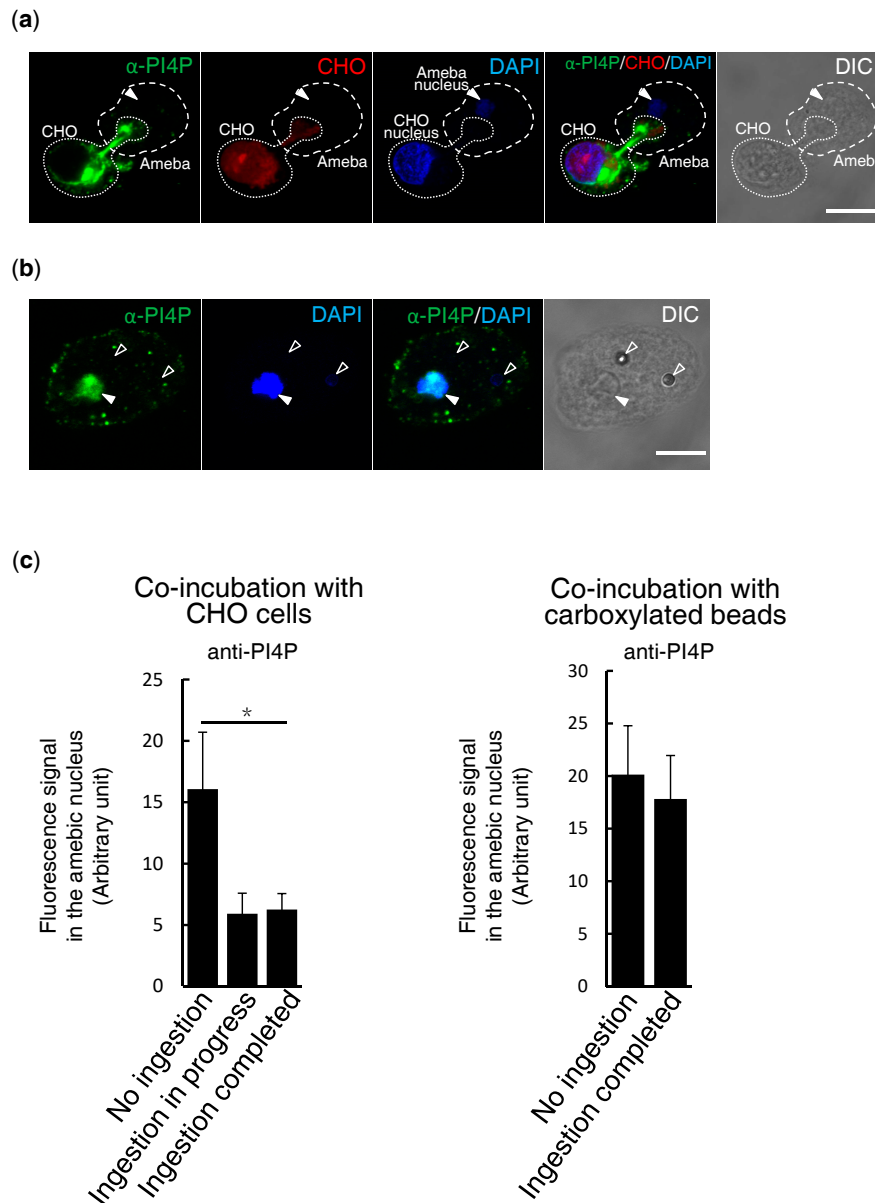 (a)
α-PI4P
CHO
Ameba
CHO
CHO
DAPI
Ameba
nucleus
CHO
nucleus
α-PI4P/CHO/DAPI
CHO
Ameba
DIC
CHO
Ameba
(b)
α-PI4P
DAPI
α-PI4P/DAPI
DIC
(c)
Co-incubation with
CHO cells
anti-PI4P
Fluorescence signal
in the amebic nucleus
(Arbitrary unit)
25
20
15
10
5
0
*
No ingestion
Ingestion in progress
Ingestion completed
Co-incubation with
carboxylated beads
anti-PI4P
Fluorescence signal
in the amebic nucleus
(Arbitrary unit)
30
25
20
15
10
5
0
No ingestion
Ingestion completed